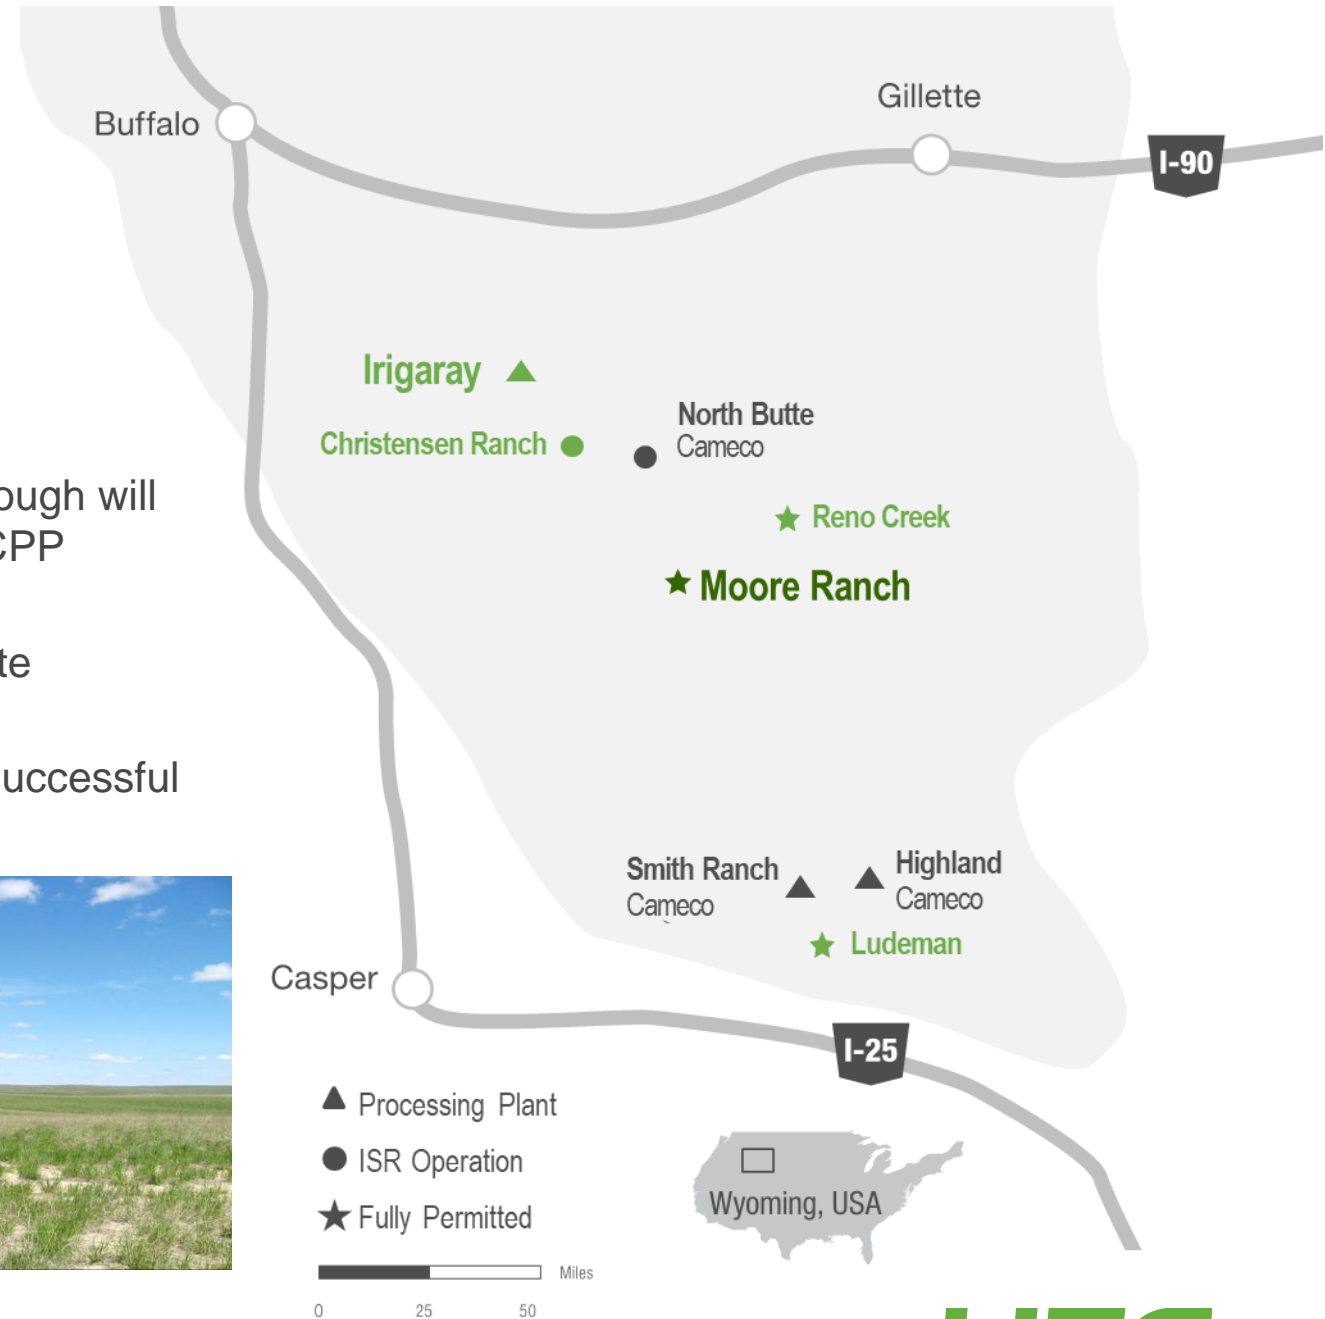 Gillette
Buffalo
I-90
Irigaray
North Butte
Cameco
Christensen Ranch
ough will
CPP
Reno Creek
Moore Ranch
te
successful
Smith Ranch
Cameco
Highland
Cameco
Ludeman
Casper
I-25
Processing Plant
ISR Operation
Fully Permitted
Wyoming, USA
Miles
0 25 50